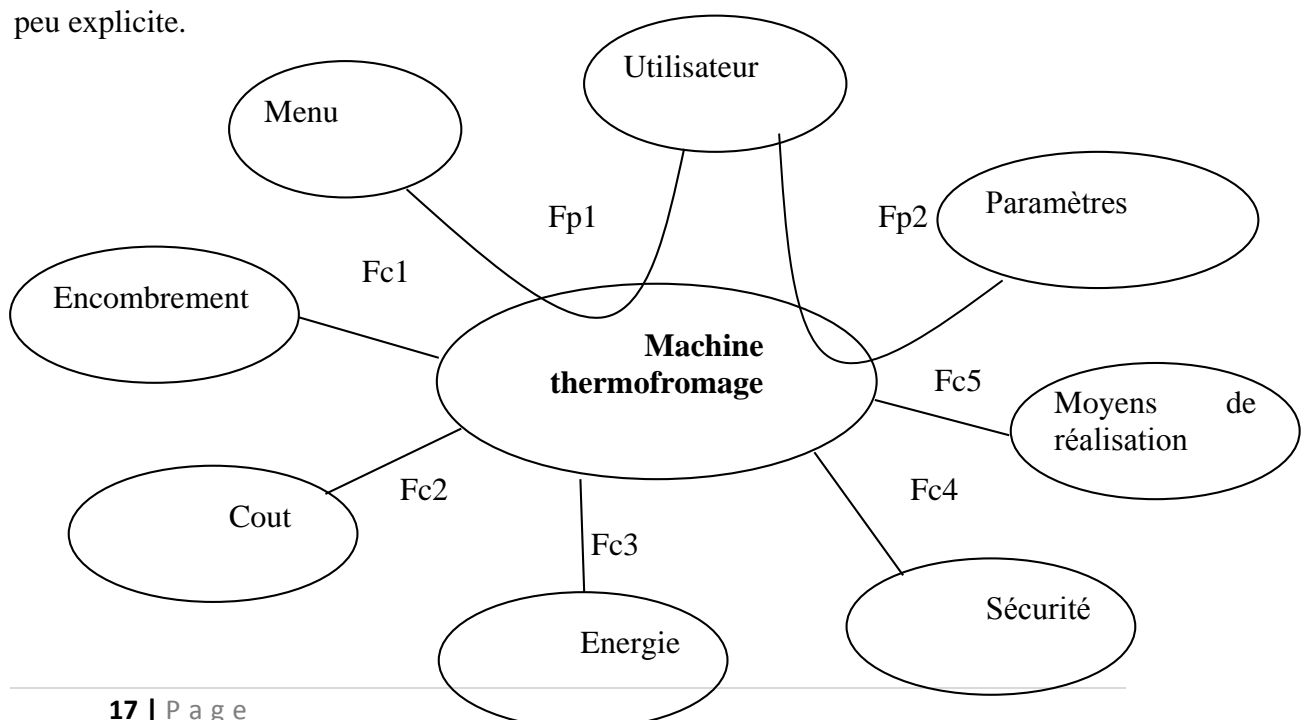 peu explicite.
Utilisateur
Menu
Fp1
Fp2
Paramètres
Fc1
Encombrement
Machine
thermofromage
Fc5
Moyens de
réalisation
Fc2
Fc4
Cout
Fc3
Sécurité
Energie
17 | P a g e